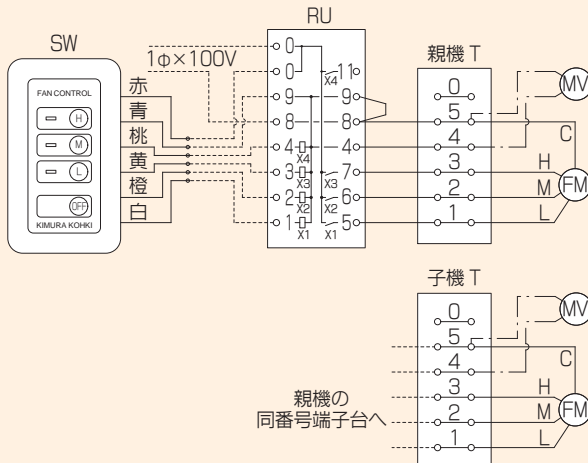 SW
FAN CONTROL
H
M
L
OFF
KIMURA KOHKI
赤
青
桃
黄
橙
白
1φ×100V
RU
0
0 X4 11
9 9
8 8
4 X4 4
3 X3 X3 7
2 X2 X2 6
1 X1 X1 5
親機 T
0
5
4
3
2
1
MV
C
H
M
L
FM
子機 T
0
5
4
3
2
1
MV
C
H
M
L
FM
親機の
同番号端子台へ